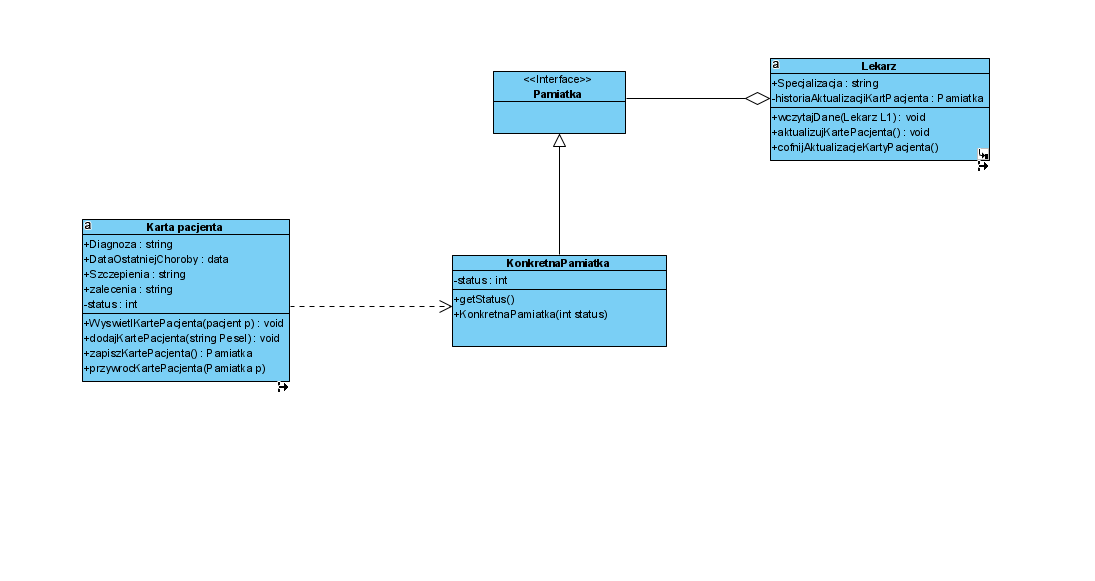 <<Interface>>
Pamiatka
a
Lekarz
+Specjalizacja : string
-historiaAktualizacjiKartPacjenta : Pamiatka
+wczytajDane(Lekarz L1) : void
+aktualizujKartePacjenta() : void
+cofnijAktualizacjeKartyPacjenta()
a
Karta pacjenta
+Diagnoza : string
+DataOstatniejChoroby : data
+Szczepienia : string
+zalecenia : string
-status : int
+WyswietlKartePacjenta(pacjent p) : void
+dodajKartePacjenta(string Pesel) : void
+zapiszKartePacjenta() : Pamiatka
+przywrocKartePacjenta(Pamiatka p)
KonkretnaPamiatka
-status : int
+getStatus()
+KonkretnaPamiatka(int status)